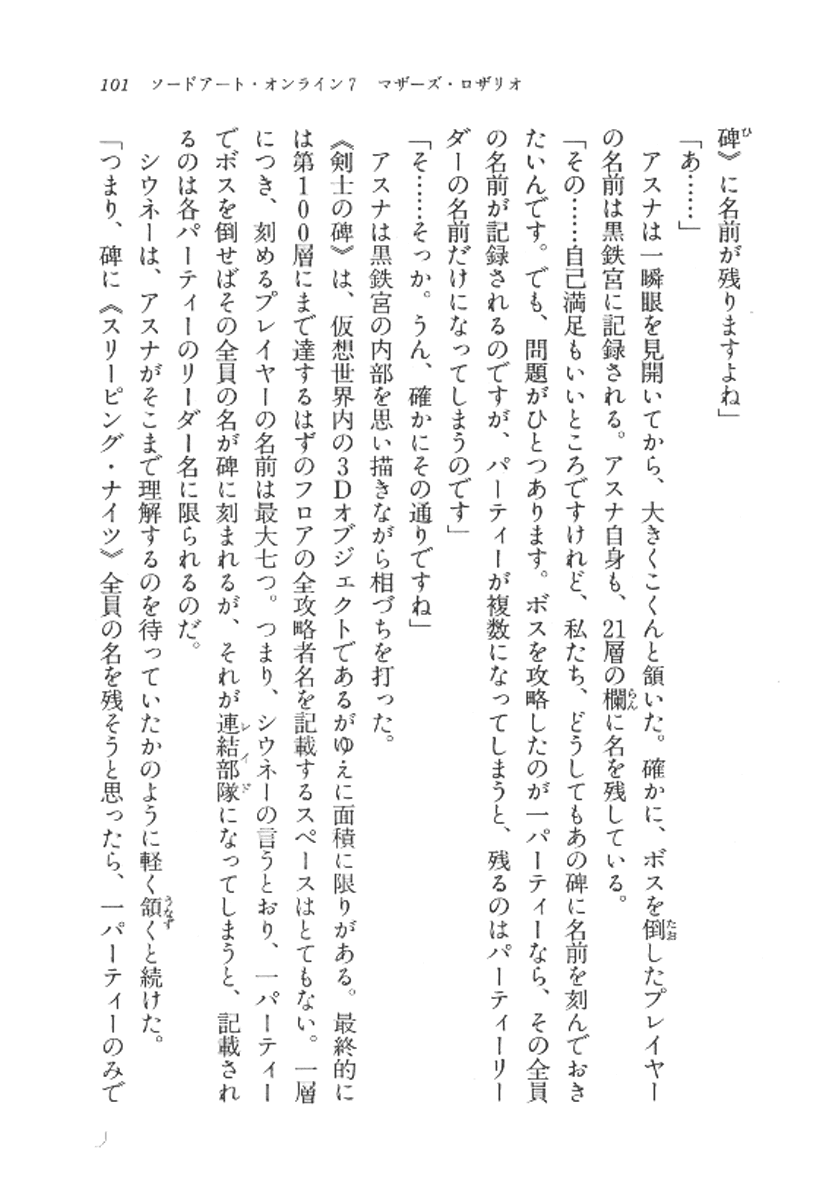 101　ソードアート・オンライン7　マザーズ・ロザリオ
碑》に名前が残りますよね」
「あ……」
　アスナは一瞬眼を見開いてから、大きくこくんと頷いた。確かに、ボスを倒したプレイヤー
の名前は黒鉄宮に記録される。アスナ自身も、21層の欄に名を残している。
「その……自己満足もいいところですけれど、私たち、どうしてもあの碑に名前を刻んでおき
たいんです。でも、問題がひとつあります。ボスを攻略したのが一パーティーなら、その全員
の名前が記録されるのですが、パーティーが複数になってしまうと、残るのはパーティーリー
ダーの名前だけになってしまうのです」
「そ……そっか。うん、確かにその通りですね」
　アスナは黒鉄宮の内部を思い描きながら相づちを打った。
《剣士の碑》は、仮想世界内の3Dオブジェクトであるがゆえに面積に限りがある。最終的に
は第100層にまで達するはずのフロアの全攻略者名を記載するスペースはとてもない。一層
につき、刻めるプレイヤーの名前は最大七つ。つまり、シウネーの言うとおり、一パーティー
でボスを倒せばその全員の名が碑に刻まれるが、それが連結部隊になってしまうと、記載され
るのは各パーティーのリーダー名に限られるのだ。
　シウネーは、アスナがそこまで理解するのを待っていたかのように軽く頷くと続けた。
「つまり、碑に《スリーピング・ナイツ》全員の名を残そうと思ったら、一パーティーのみで